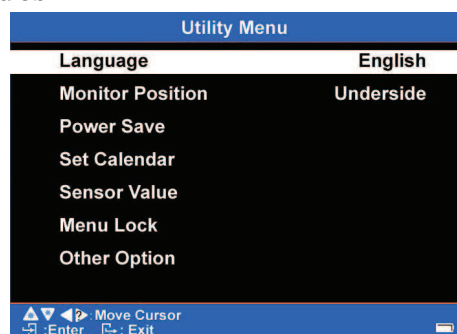 Utility Menu
Language English
Monitor Position Underside
Power Save
Set Calendar
Sensor Value
Menu Lock
Other Option
? :Move Cursor
:Enter : Exit